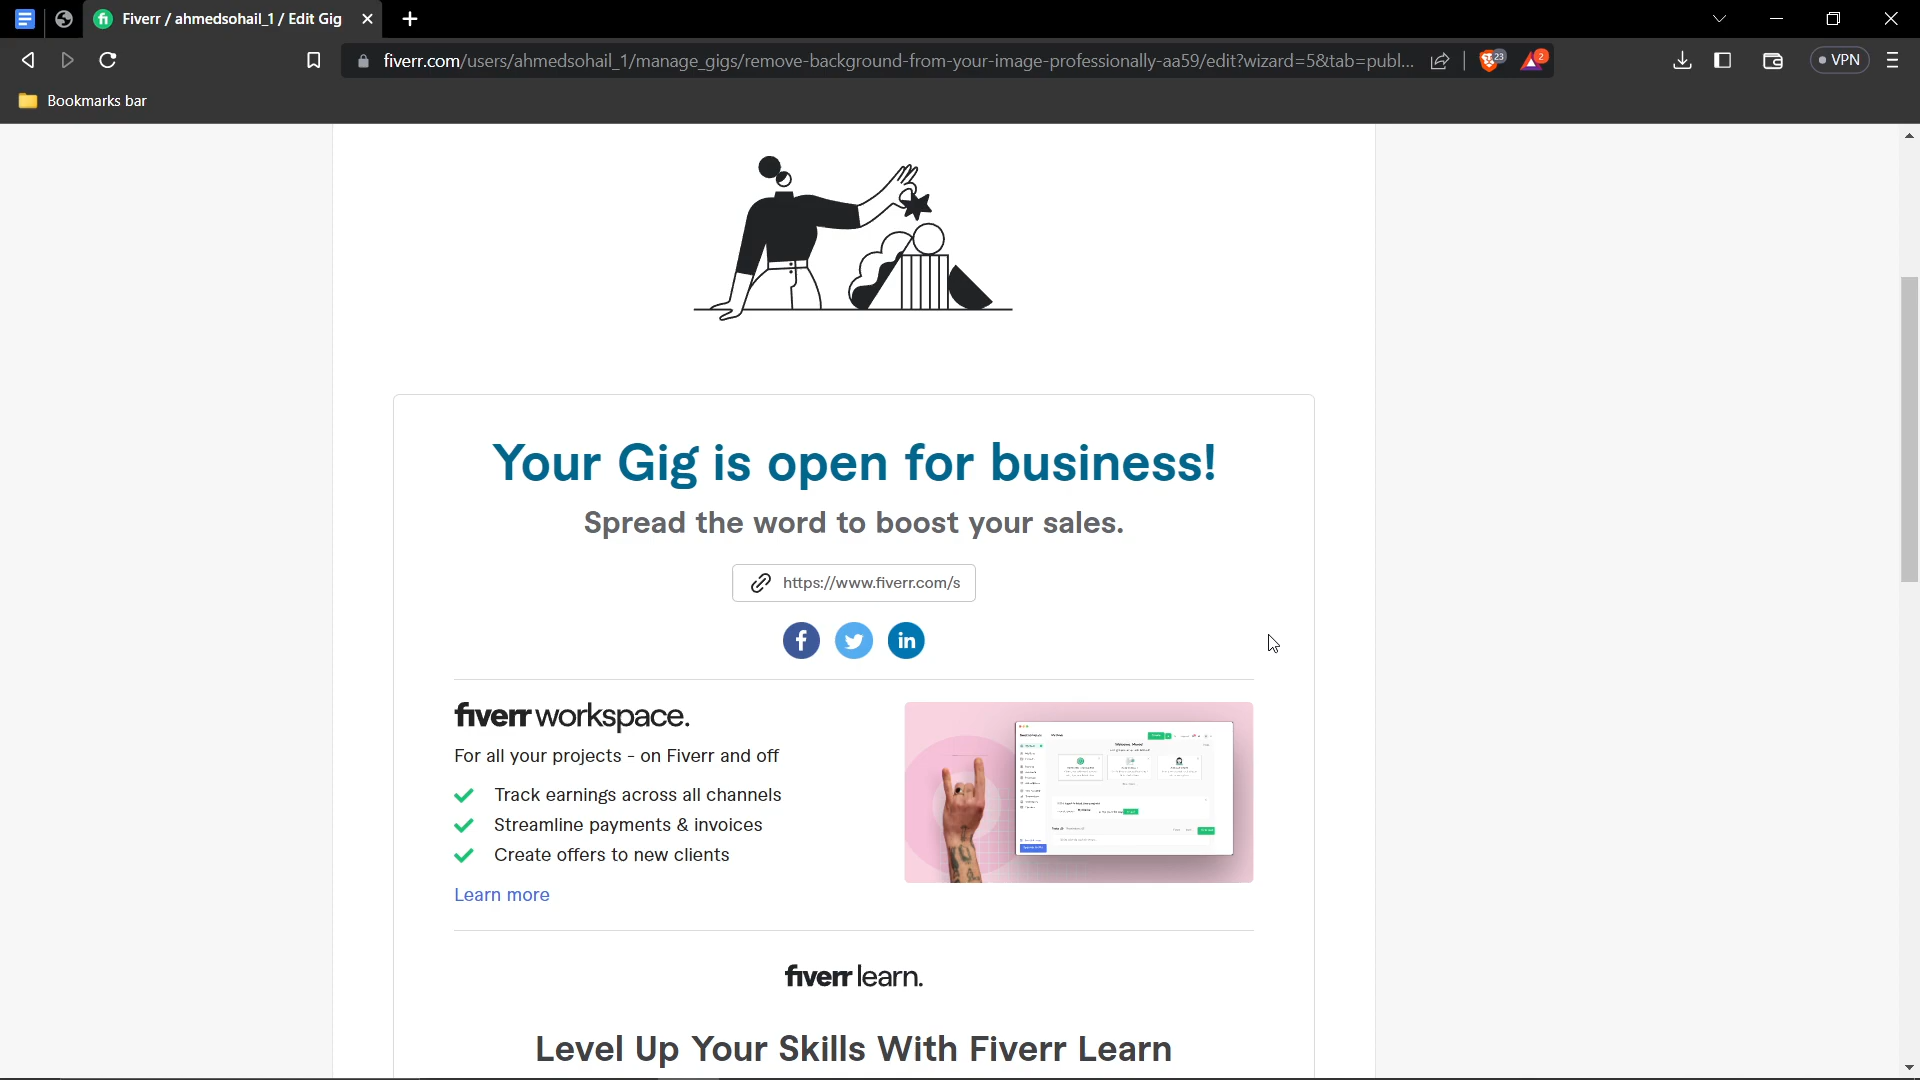 Fiverr / ahmedsohail_1 / Edit Gig
fiverr.com/users/ahmedsohail_1/manage_gigs/remove-background-from-your-image-professionally-aa59/edit?wizard=5&tab=publ...
23
2
VPN
Bookmarks bar
Your Gig is open for business!
Spread the word to boost your sales.
https://www.fiverr.com/s
fiverr workspace.
For all your projects - on Fiverr and off
Track earnings across all channels
Streamline payments & invoices
Create offers to new clients
Learn more
fiverr learn.
Level Up Your Skills With Fiverr Learn